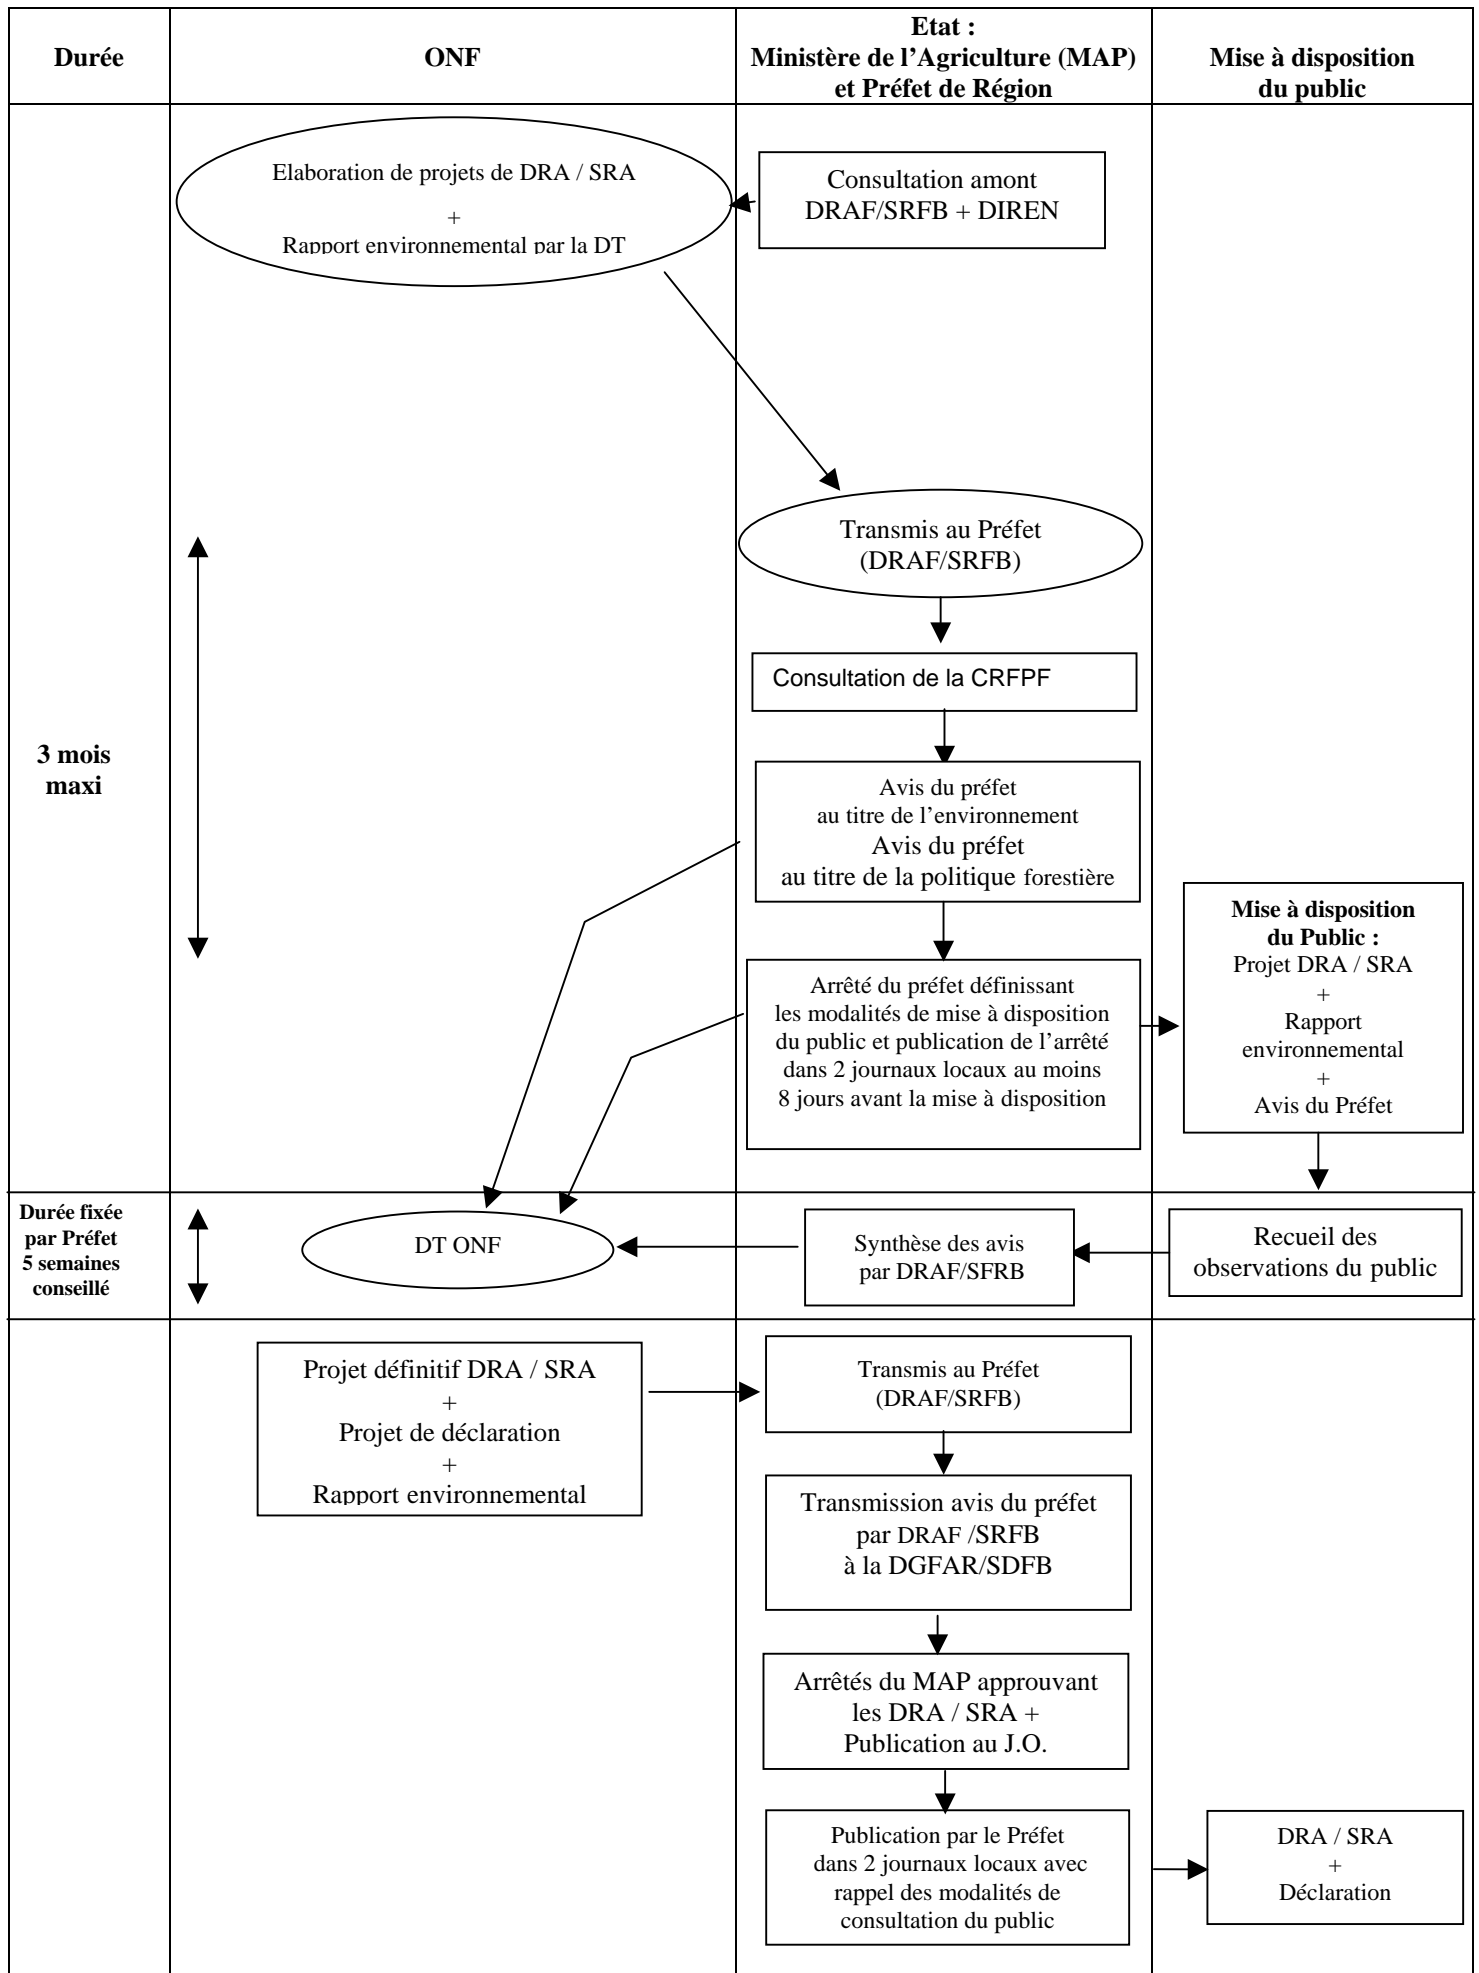 Durée
ONF
Etat :
Ministère de l'Agriculture (MAP)
et Préfet de Région
Mise à disposition
du public
Elaboration de projets de DRA / SRA
+
Rapport environnemental par la DT
Consultation amont
DRAF/SRFB + DIREN
Transmis au Préfet
(DRAF/SRFB)
Consultation de la CRFPF
3 mois
maxi
Avis du préfet
au titre de l'environnement
Avis du préfet
au titre de la politique forestière
Arrêté du préfet définissant
les modalités de mise à disposition
du public et publication de l'arrêté
dans 2 journaux locaux au moins
8 jours avant la mise à disposition
Mise à disposition
du Public :
Projet DRA / SRA
+
Rapport
environnemental
+
Avis du Préfet
Durée fixée
par Préfet
5 semaines
conseillé
DT ONF
Synthèse des avis
par DRAF/SFRB
Recueil des
observations du public
Projet définitif DRA / SRA
+
Projet de déclaration
+
Rapport environnemental
Transmis au Préfet
(DRAF/SRFB)
Transmission avis du préfet
par DRAF /SRFB
à la DGFAR/SDFB
Arrêtés du MAP approuvant
les DRA / SRA +
Publication au J.O.
Publication par le Préfet
dans 2 journaux locaux avec
rappel des modalités de
consultation du public
DRA / SRA
+
Déclaration